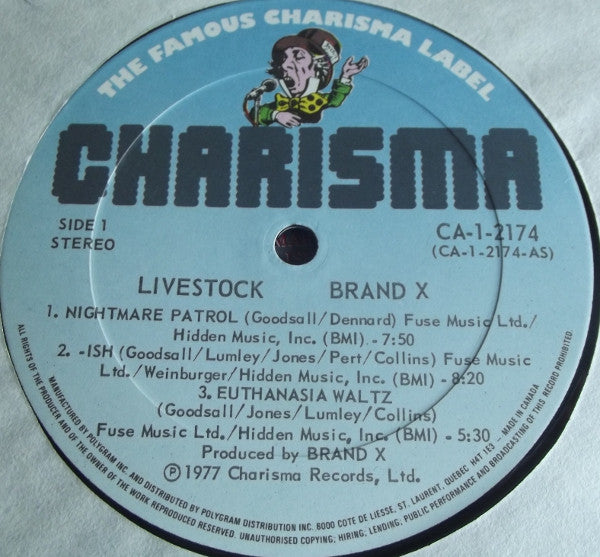 THE FAMOUS CHARISMA LABEL
CHARISMA
SIDE 1
STEREO
CA-1-2174
(CA-1-2174-AS)
LIVESTOCK BRAND X
1. NIGHTMARE PATROL (Goodsall/Dennard) Fuse Music Ltd./
Hidden Music, Inc. (BMI) - 7:50
2. -ISH (Goodsall/Lumley/Jones/Pert/Collins) Fuse Music
Ltd./Weinburger/Hidden Music, Inc. (BMI) - 8:20
3. EUTHANASIA WALTZ
(Goodsall/Jones/Lumley/Collins)
Fuse Music Ltd./Hidden Music, Inc. (BMI) - 5:30
Produced by BRAND X
℗ 1977 Charisma Records, Ltd.
MANUFACTURED BY POLYGRAM INC. AND DISTRIBUTED BY POLYGRAM DISTRIBUTION INC. 8000 COTE DE LIESSE, ST. LAURENT, QUEBEC H4T 1E3 – MADE IN CANADA
ALL RIGHTS OF THE PRODUCER AND OF THE OWNER OF THE WORK REPRODUCED RESERVED. UNAUTHORISED COPYING; HIRING; LENDING; PUBLIC PERFORMANCE AND BROADCASTING OF THIS RECORD PROHIBITED.